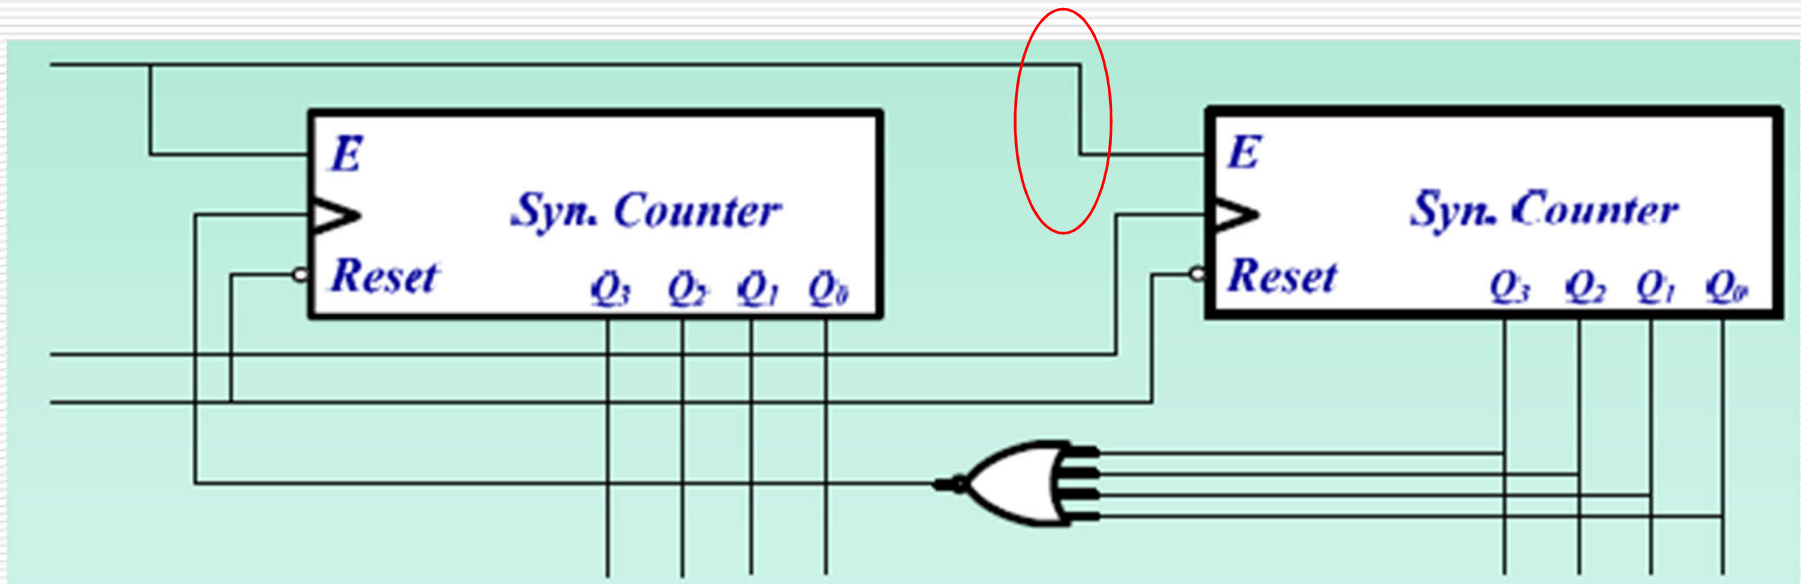 E
Syn. Counter
Reset
Q3 Q2 Q1 Q0
E
Syn. Counter
Reset
Q3 Q2 Q1 Q0